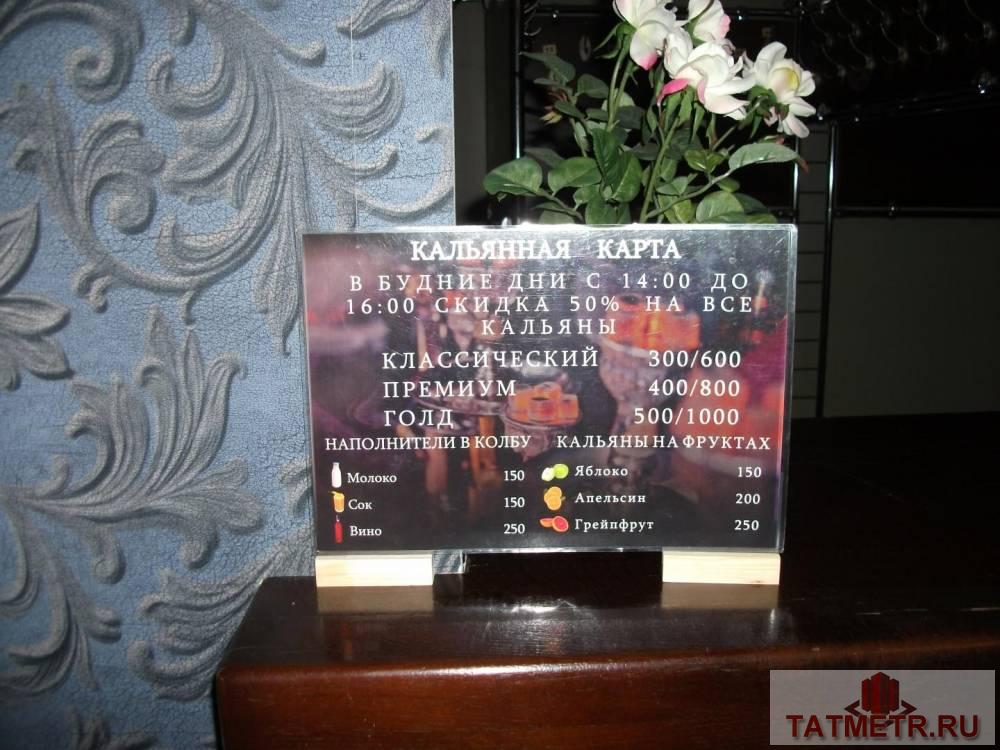 КАЛЬЯННАЯ КАРТА
В БУДНИЕ ДНИ С 14:00 ДО
16:00 СКИДКА 50% НА ВСЕ
КАЛЬЯНЫ
КЛАССИЧЕСКИЙ 300/600
ПРЕМИУМ 400/800
ГОЛД 500/1000
НАПОЛНИТЕЛИ В КОЛБУ
Молоко 150
Сок 150
Вино 250
КАЛЬЯНЫ НА ФРУКТАХ
Яблоко 150
Апельсин 200
Грейпфрут 250
TATMETR.RU